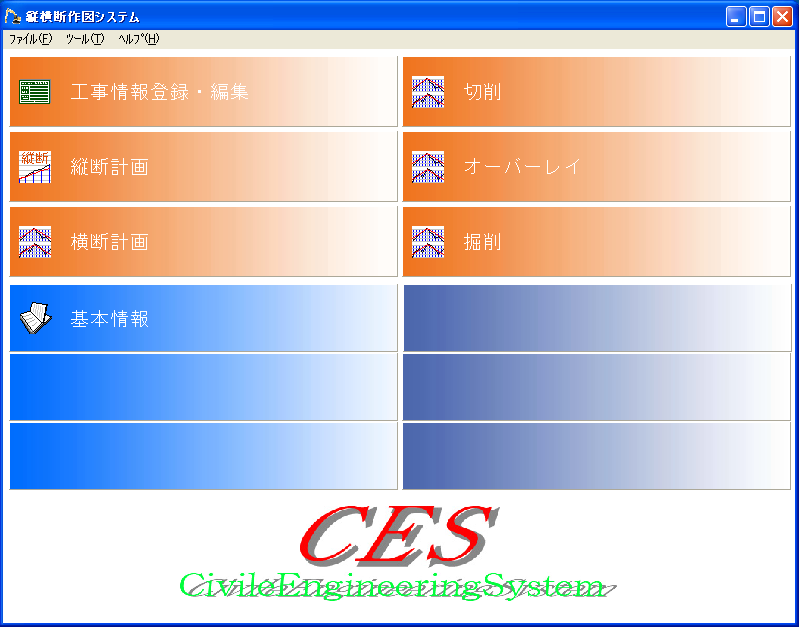 縦横断作図システム
ファイル(F) ツール(T) ヘルプ(H)
工事情報登録・編集
切削
縦断
縦断計画
オーバーレイ
横断計画
掘削
基本情報
CES
CivileEngineeringSystem